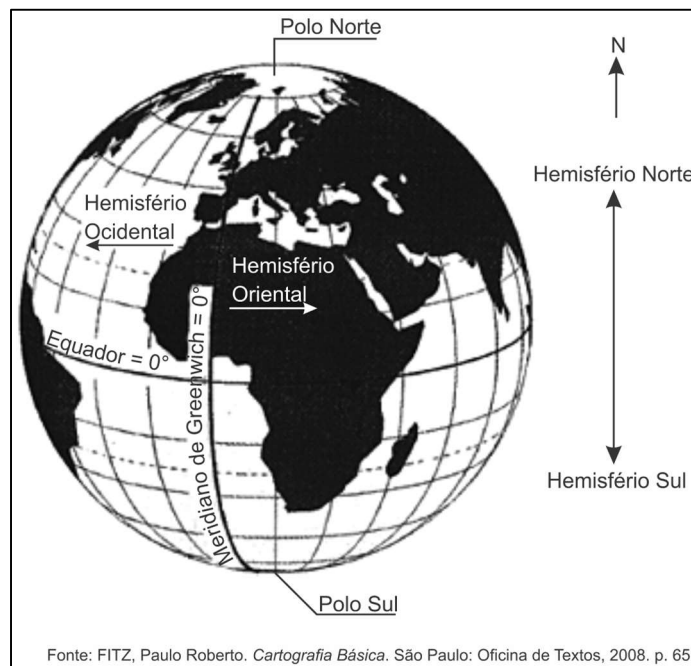 Polo Norte
N
Hemisfério Norte
Hemisfério
Ocidental
Hemisfério
Oriental
Equador = 0°
Meridiano de Greenwich = 0°
Hemisfério Sul
Polo Sul
Fonte: FITZ, Paulo Roberto. Cartografia Básica. São Paulo: Oficina de Textos, 2008. p. 65